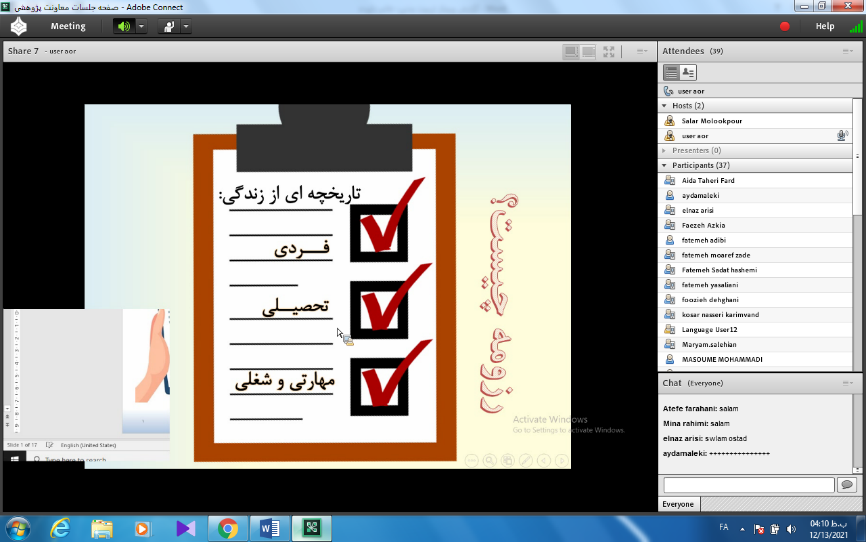 صفحه جلسات معاونت پژوهشی - Adobe Connect
Meeting
Help
Share 7 - user aor
تاریخچه ای از زندگی:
فـــردی
تحصیـــلی
مهارتی و شغلی
رزومه چیست؟
Activate Windows
Go to Settings to activate Windows.
Slide 1 of 17
English (United States)
Type here to search
Attendees (39)
user aor
Hosts (2)
Salar Molookpour
user aor
Presenters (0)
Participants (37)
Aida Taheri Fard
aydamaleki
elnaz arisi
Faezeh Azkia
fatemeh adibi
fatemeh moaref zade
Fatemeh Sadat hashemi
fatemeh yasaliani
foozieh dehghani
kosar nasseri karimvand
Language User12
Maryam.salehian
MASOUME MOHAMMADI
Chat (Everyone)
Atefe farahani: salam
Mina rahimi: salam
elnaz arisi: swlam ostad
aydamaleki: +++++++++++++++
Everyone
FA
04:10 ب.ظ
12/13/2021